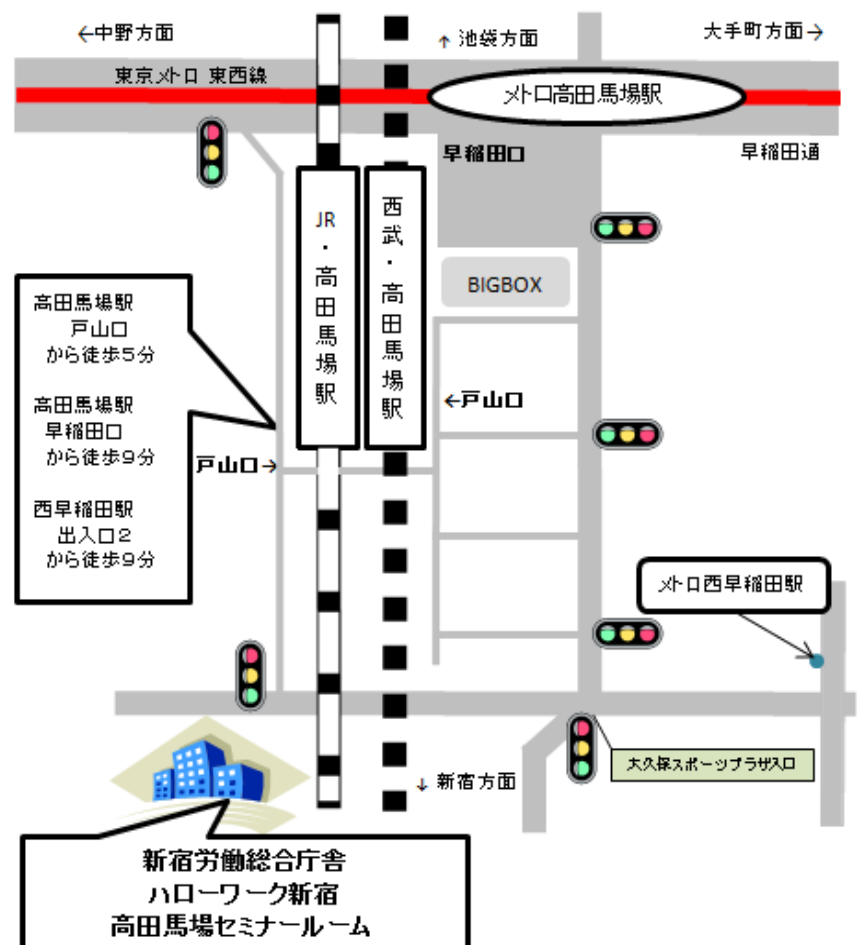 ←中野方面
↑ 池袋方面
大手町方面→
東京メトロ 東西線
メトロ高田馬場駅
早稲田口
早稲田通
JR・高田馬場駅
西武・高田馬場駅
BIGBOX
高田馬場駅
戸山口
から徒歩5分
高田馬場駅
早稲田口
から徒歩9分
西早稲田駅
出入口2
から徒歩9分
←戸山口
戸山口→
メトロ西早稲田駅
大久保スポーツプラザ入口
↓ 新宿方面
新宿労働総合庁舎
ハローワーク新宿
高田馬場セミナールーム